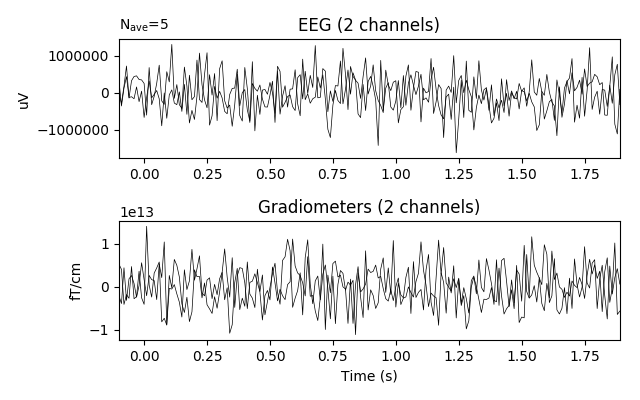 N_ave=5
EEG (2 channels)
uV
1000000
0
−1000000
0.00 0.25 0.50 0.75 1.00 1.25 1.50 1.75
Gradiometers (2 channels)
1e13
fT/cm
1
0
−1
0.00 0.25 0.50 0.75 1.00 1.25 1.50 1.75
Time (s)